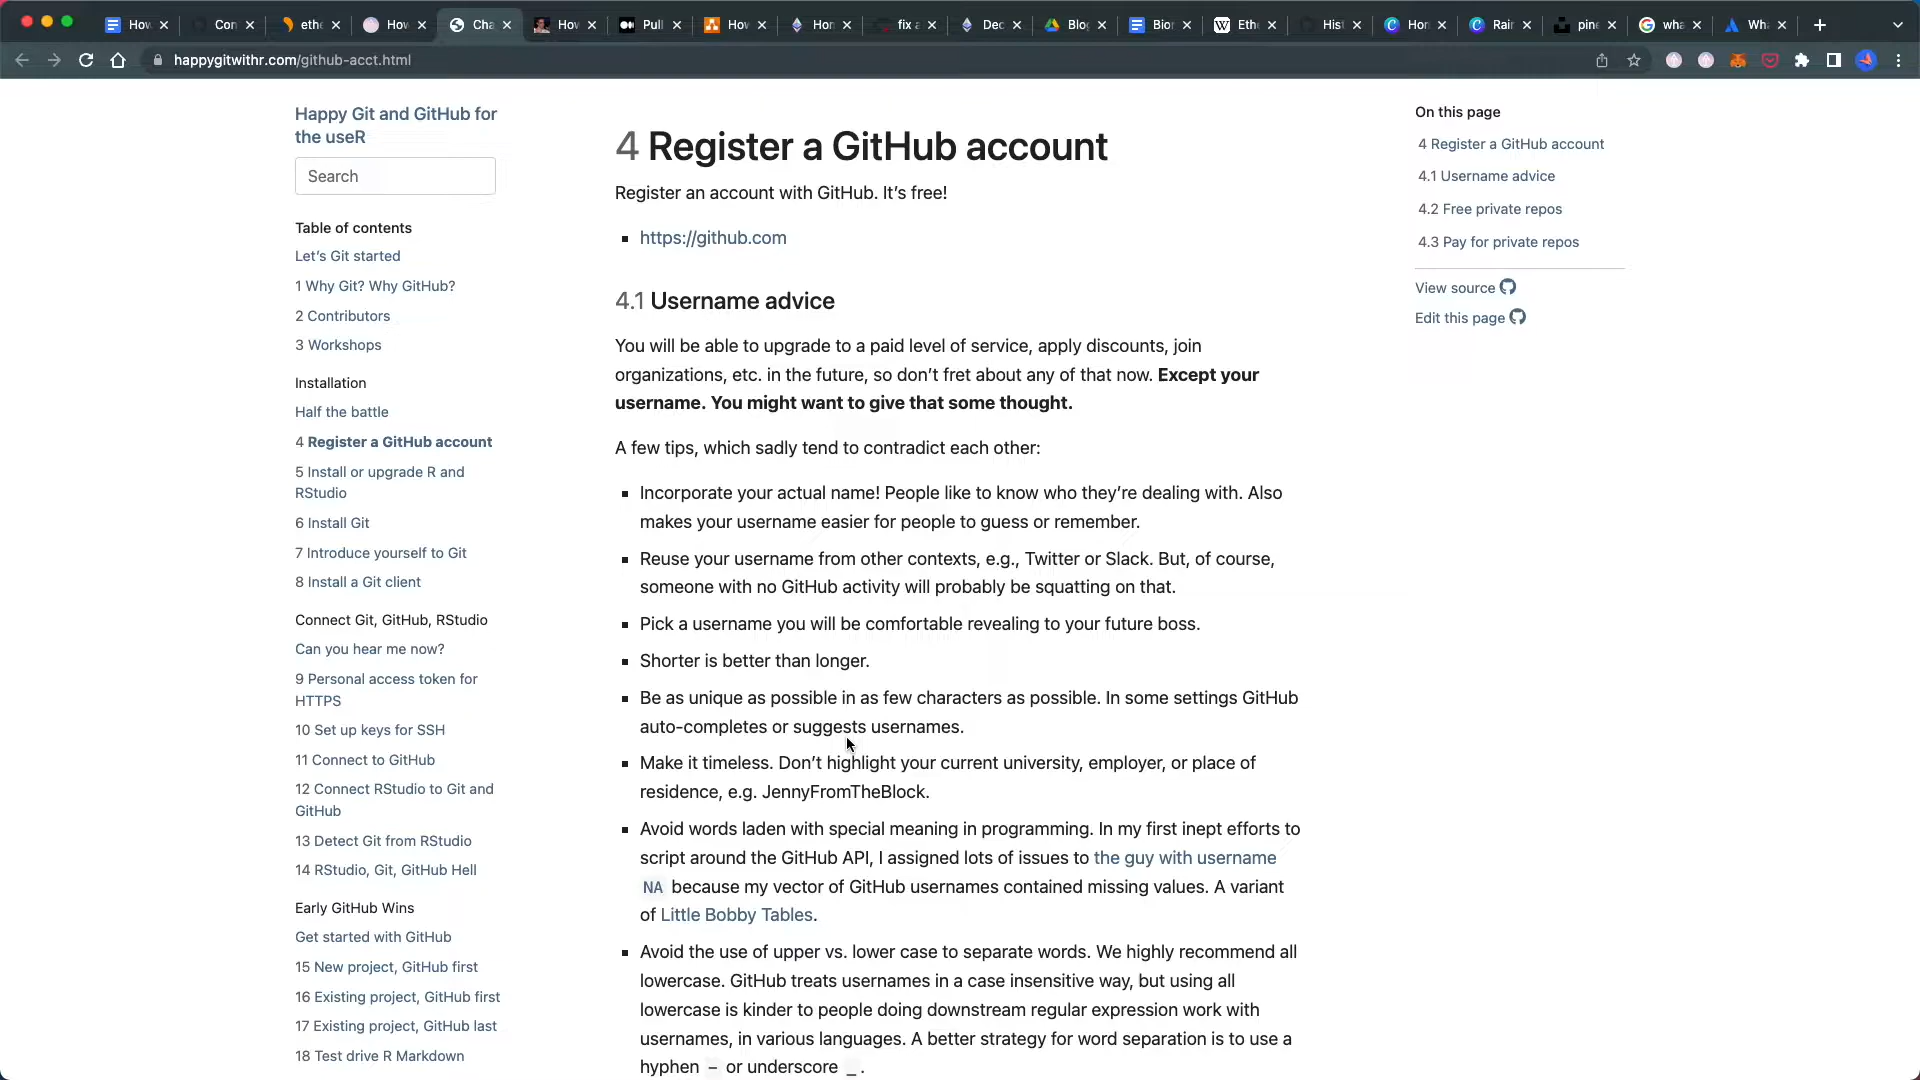 How
Con
ethe
How
Cha
How
Pull
How
Hon
fix a
Dec
Blog
Bior
Ethe
Hist
Hon
Rain
pine
wha
Wha
happygitwithr.com/github-acct.html
Happy Git and GitHub for
the useR
Search
Table of contents
Let’s Git started
1 Why Git? Why GitHub?
2 Contributors
3 Workshops
Installation
Half the battle
4 Register a GitHub account
5 Install or upgrade R and
RStudio
6 Install Git
7 Introduce yourself to Git
8 Install a Git client
Connect Git, GitHub, RStudio
Can you hear me now?
9 Personal access token for
HTTPS
10 Set up keys for SSH
11 Connect to GitHub
12 Connect RStudio to Git and
GitHub
13 Detect Git from RStudio
14 RStudio, Git, GitHub Hell
Early GitHub Wins
Get started with GitHub
15 New project, GitHub first
16 Existing project, GitHub first
17 Existing project, GitHub last
18 Test drive R Markdown
4 Register a GitHub account
Register an account with GitHub. It’s free!
https://github.com
4.1 Username advice
You will be able to upgrade to a paid level of service, apply discounts, join
organizations, etc. in the future, so don’t fret about any of that now. Except your
username. You might want to give that some thought.
A few tips, which sadly tend to contradict each other:
Incorporate your actual name! People like to know who they’re dealing with. Also
makes your username easier for people to guess or remember.
Reuse your username from other contexts, e.g., Twitter or Slack. But, of course,
someone with no GitHub activity will probably be squatting on that.
Pick a username you will be comfortable revealing to your future boss.
Shorter is better than longer.
Be as unique as possible in as few characters as possible. In some settings GitHub
auto-completes or suggests usernames.
Make it timeless. Don’t highlight your current university, employer, or place of
residence, e.g. JennyFromTheBlock.
Avoid words laden with special meaning in programming. In my first inept efforts to
script around the GitHub API, I assigned lots of issues to the guy with username
NA because my vector of GitHub usernames contained missing values. A variant
of Little Bobby Tables.
Avoid the use of upper vs. lower case to separate words. We highly recommend all
lowercase. GitHub treats usernames in a case insensitive way, but using all
lowercase is kinder to people doing downstream regular expression work with
usernames, in various languages. A better strategy for word separation is to use a
hyphen - or underscore _ .
On this page
4 Register a GitHub account
4.1 Username advice
4.2 Free private repos
4.3 Pay for private repos
View source
Edit this page